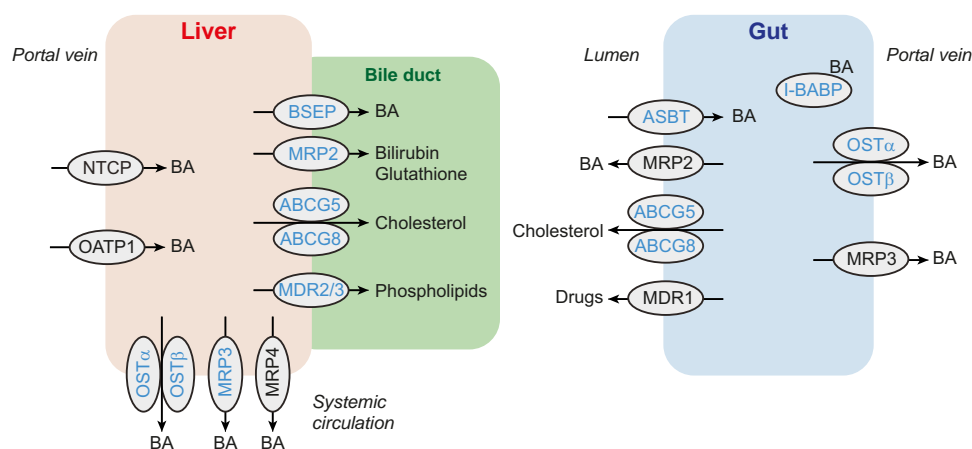 Liver
Portal vein
Bile duct
BSEP
BA
MRP2
Bilirubin
Glutathione
NTCP
BA
ABCG5
ABCG8
Cholesterol
OATP1
BA
MDR2/3
Phospholipids
OSTα
OSTβ
MRP3
MRP4
BA
BA
BA
Systemic
circulation
Gut
Lumen
Portal vein
BA
I-BABP
ASBT
BA
BA
MRP2
OSTα
OSTβ
BA
ABCG5
ABCG8
Cholesterol
MRP3
BA
Drugs
MDR1